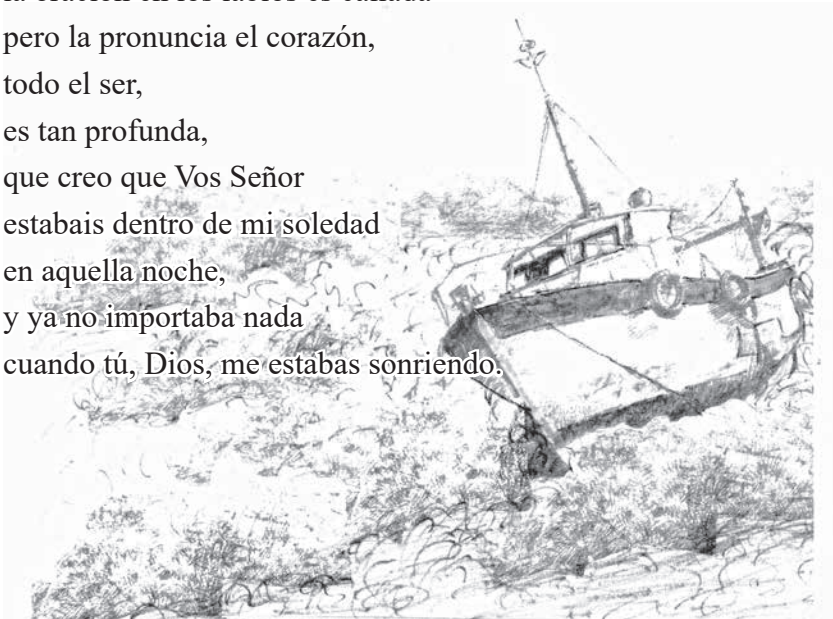 pero la pronuncia el corazón,
todo el ser,
es tan profunda,
que creo que Vos Señor
estabais dentro de mi soledad
en aquella noche,
y ya no importaba nada
cuando tú, Dios, me estabas sonriendo.